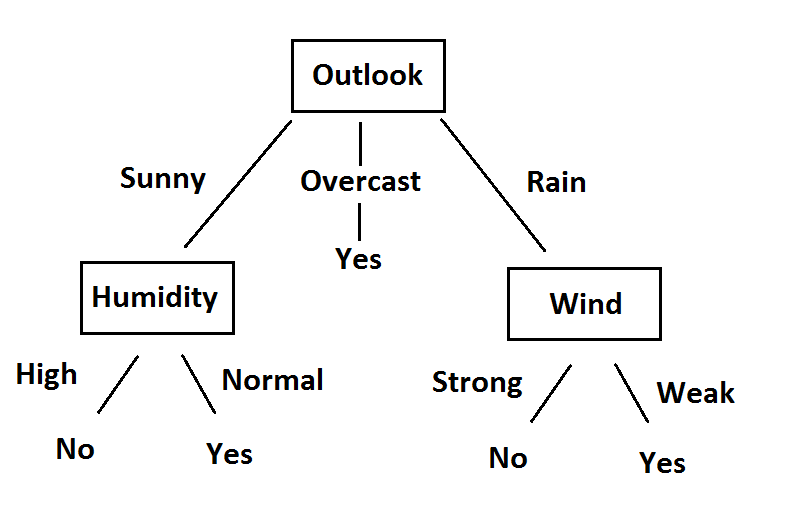 Outlook
Sunny
Overcast
Rain
Yes
Humidity
Wind
High
Normal
Strong
Weak
No
Yes
No
Yes